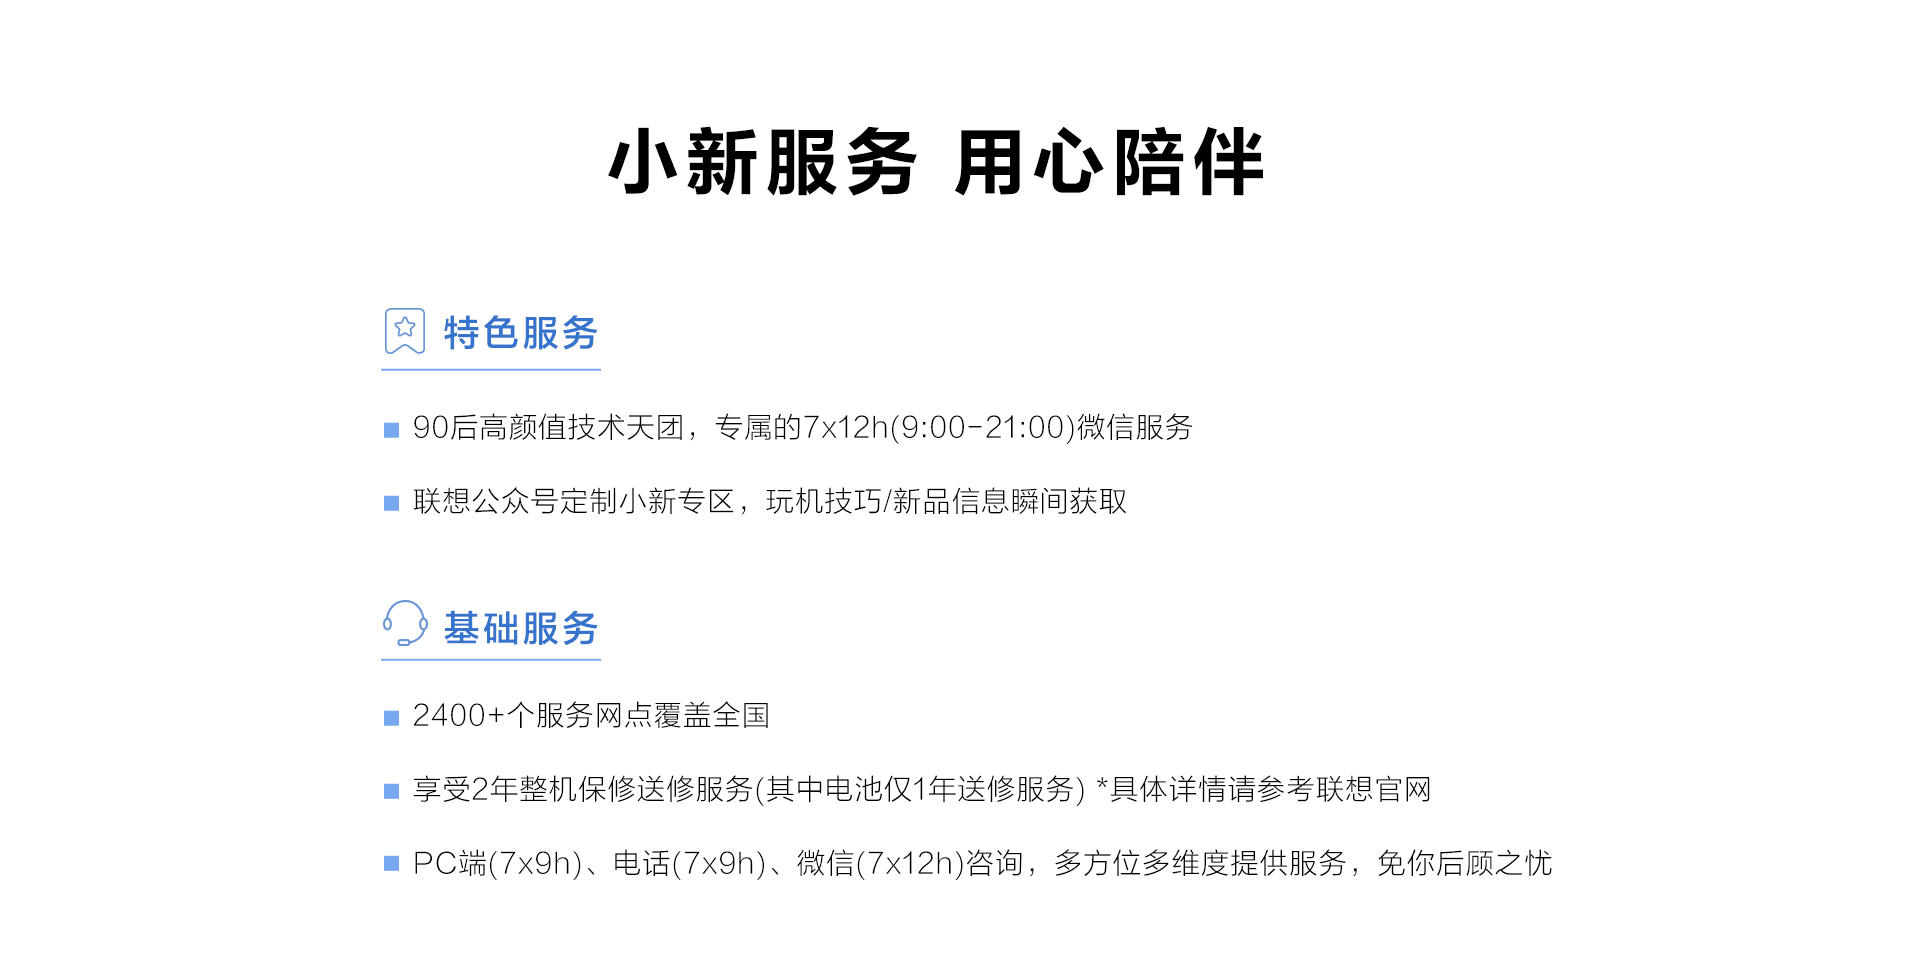 小新服务 用心陪伴
特色服务
90后高颜值技术天团，专属的7x12h(9:00-21:00)微信服务
联想公众号定制小新专区，玩机技巧/新品信息瞬间获取
基础服务
2400+个服务网点覆盖全国
享受2年整机保修送修服务(其中电池仅1年送修服务) *具体详情请参考联想官网
PC端(7x9h)、电话(7x9h)、微信(7x12h)咨询，多方位多维度提供服务，免你后顾之忧